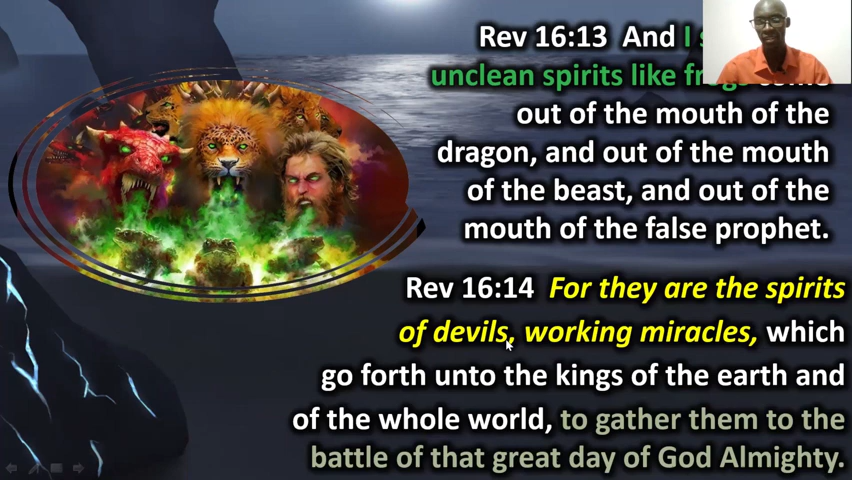 Rev 16:13 And I
unclean spirits like
out of the mouth of the
dragon, and out of the mouth
of the beast, and out of the
mouth of the false prophet.
Rev 16:14 For they are the spirits
of devils, working miracles, which
go forth unto the kings of the earth and
of the whole world, to gather them to the
battle of that great day of God Almighty.